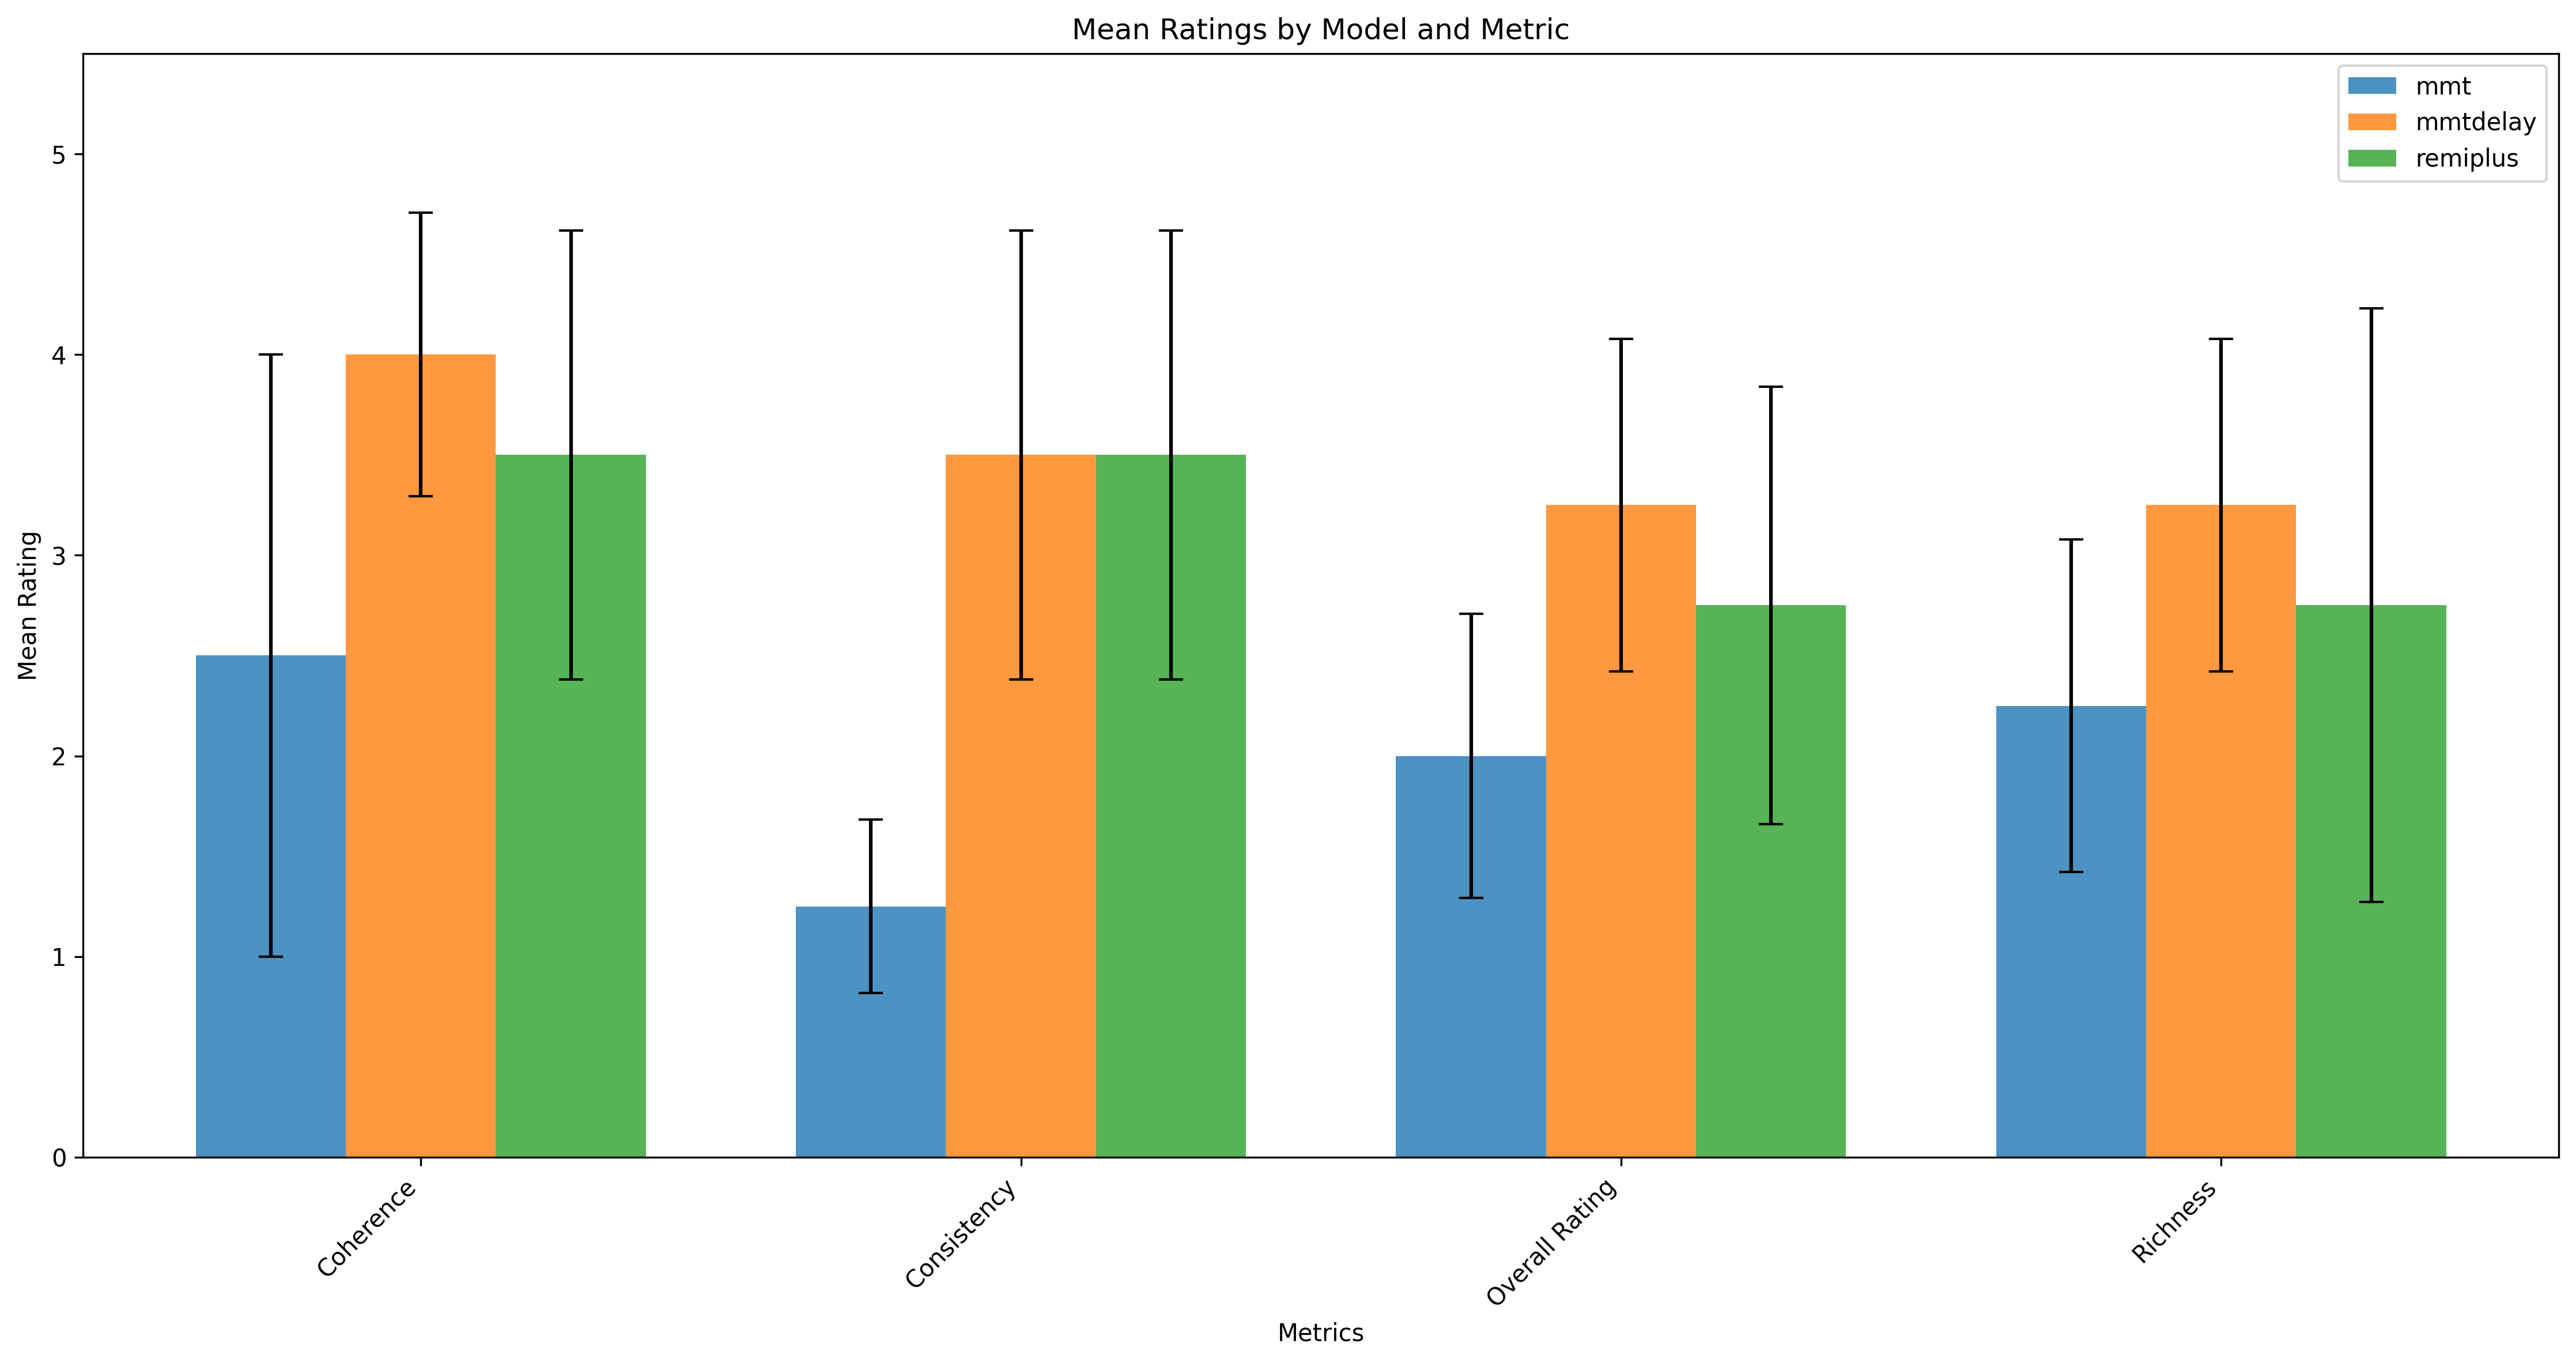 Mean Ratings by Model and Metric
mmt
mmtdelay
remiplus
Mean Rating
5
4
3
2
1
0
Coherence
Consistency
Overall Rating
Richness
Metrics